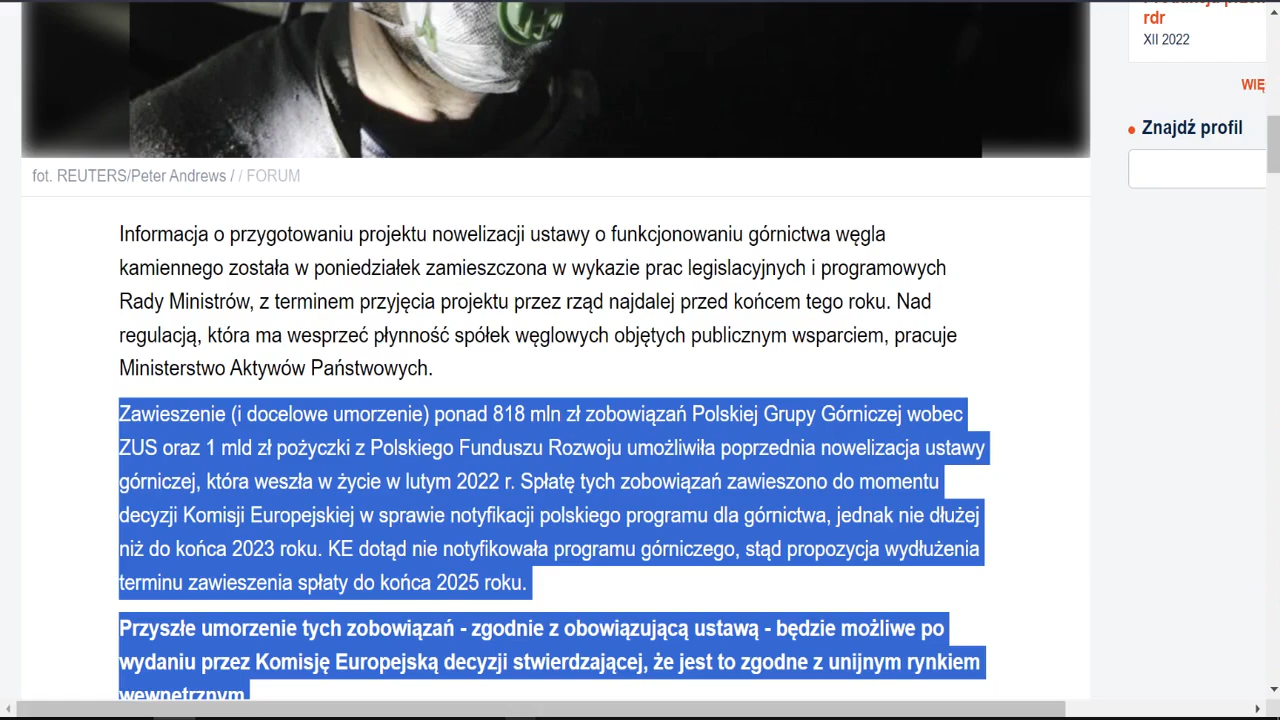 rdr
XII 2022
WIĘ
Znajdź profil
fot. REUTERS/Peter Andrews / / FORUM
Informacja o przygotowaniu projektu nowelizacji ustawy o funkcjonowaniu górnictwa węgla
kamiennego została w poniedziałek zamieszczona w wykazie prac legislacyjnych i programowych
Rady Ministrów, z terminem przyjęcia projektu przez rząd najdalej przed końcem tego roku. Nad
regulacją, która ma wesprzeć płynność spółek węglowych objętych publicznym wsparciem, pracuje
Ministerstwo Aktywów Państwowych.
Zawieszenie (i docelowe umorzenie) ponad 818 mln zł zobowiązań Polskiej Grupy Górniczej wobec
ZUS oraz 1 mld zł pożyczki z Polskiego Funduszu Rozwoju umożliwiła poprzednia nowelizacja ustawy
górniczej, która weszła w życie w lutym 2022 r. Spłatę tych zobowiązań zawieszono do momentu
decyzji Komisji Europejskiej w sprawie notyfikacji polskiego programu dla górnictwa, jednak nie dłużej
niż do końca 2023 roku. KE dotąd nie notyfikowała programu górniczego, stąd propozycja wydłużenia
terminu zawieszenia spłaty do końca 2025 roku.
Przyszłe umorzenie tych zobowiązań - zgodnie z obowiązującą ustawą - będzie możliwe po
wydaniu przez Komisję Europejską decyzji stwierdzającej, że jest to zgodne z unijnym rynkiem
wewnętrznym